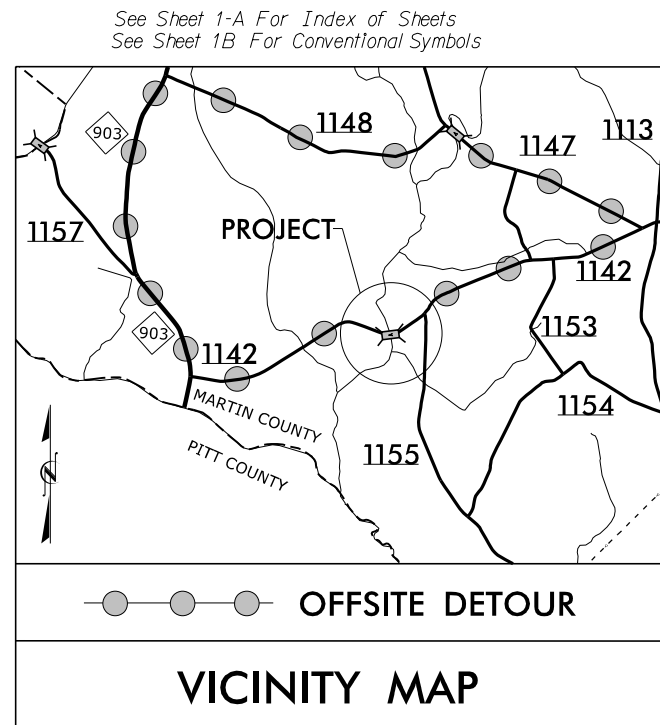 See Sheet 1-A For Index of Sheets
See Sheet 1B For Conventional Symbols
903
1148
1113
1147
1157
PROJECT
1142
903
1142
1153
MARTIN COUNTY
1154
PITT COUNTY
1155
N
OFFSITE DETOUR
VICINITY MAP